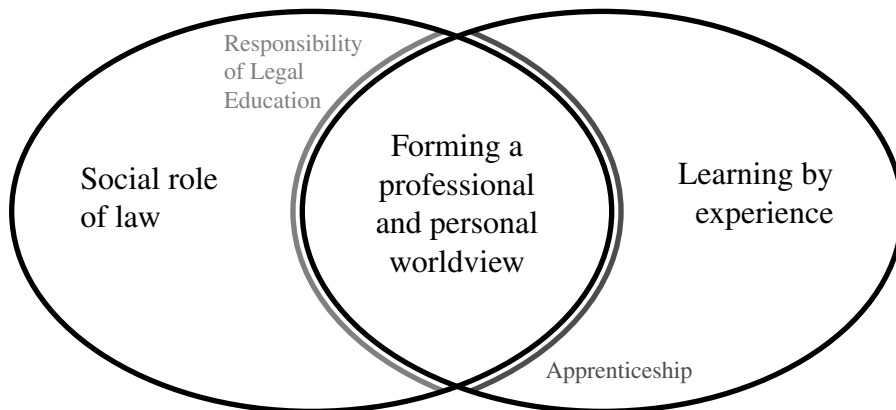 Responsibility
of Legal
Education
Social role
of law
Forming a
professional
and personal
worldview
Learning by
experience
Apprenticeship